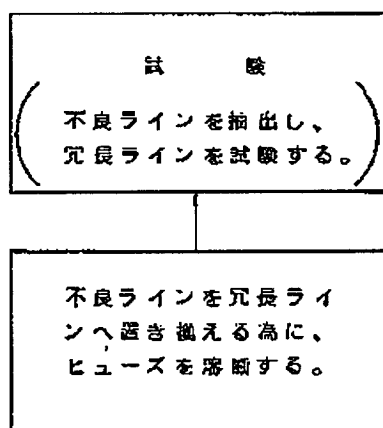 試験
不良ラインを抽出し、
冗長ラインを試験する。
不良ラインを冗長ライ
ンへ置き換える為に、
ヒューズを溶断する。